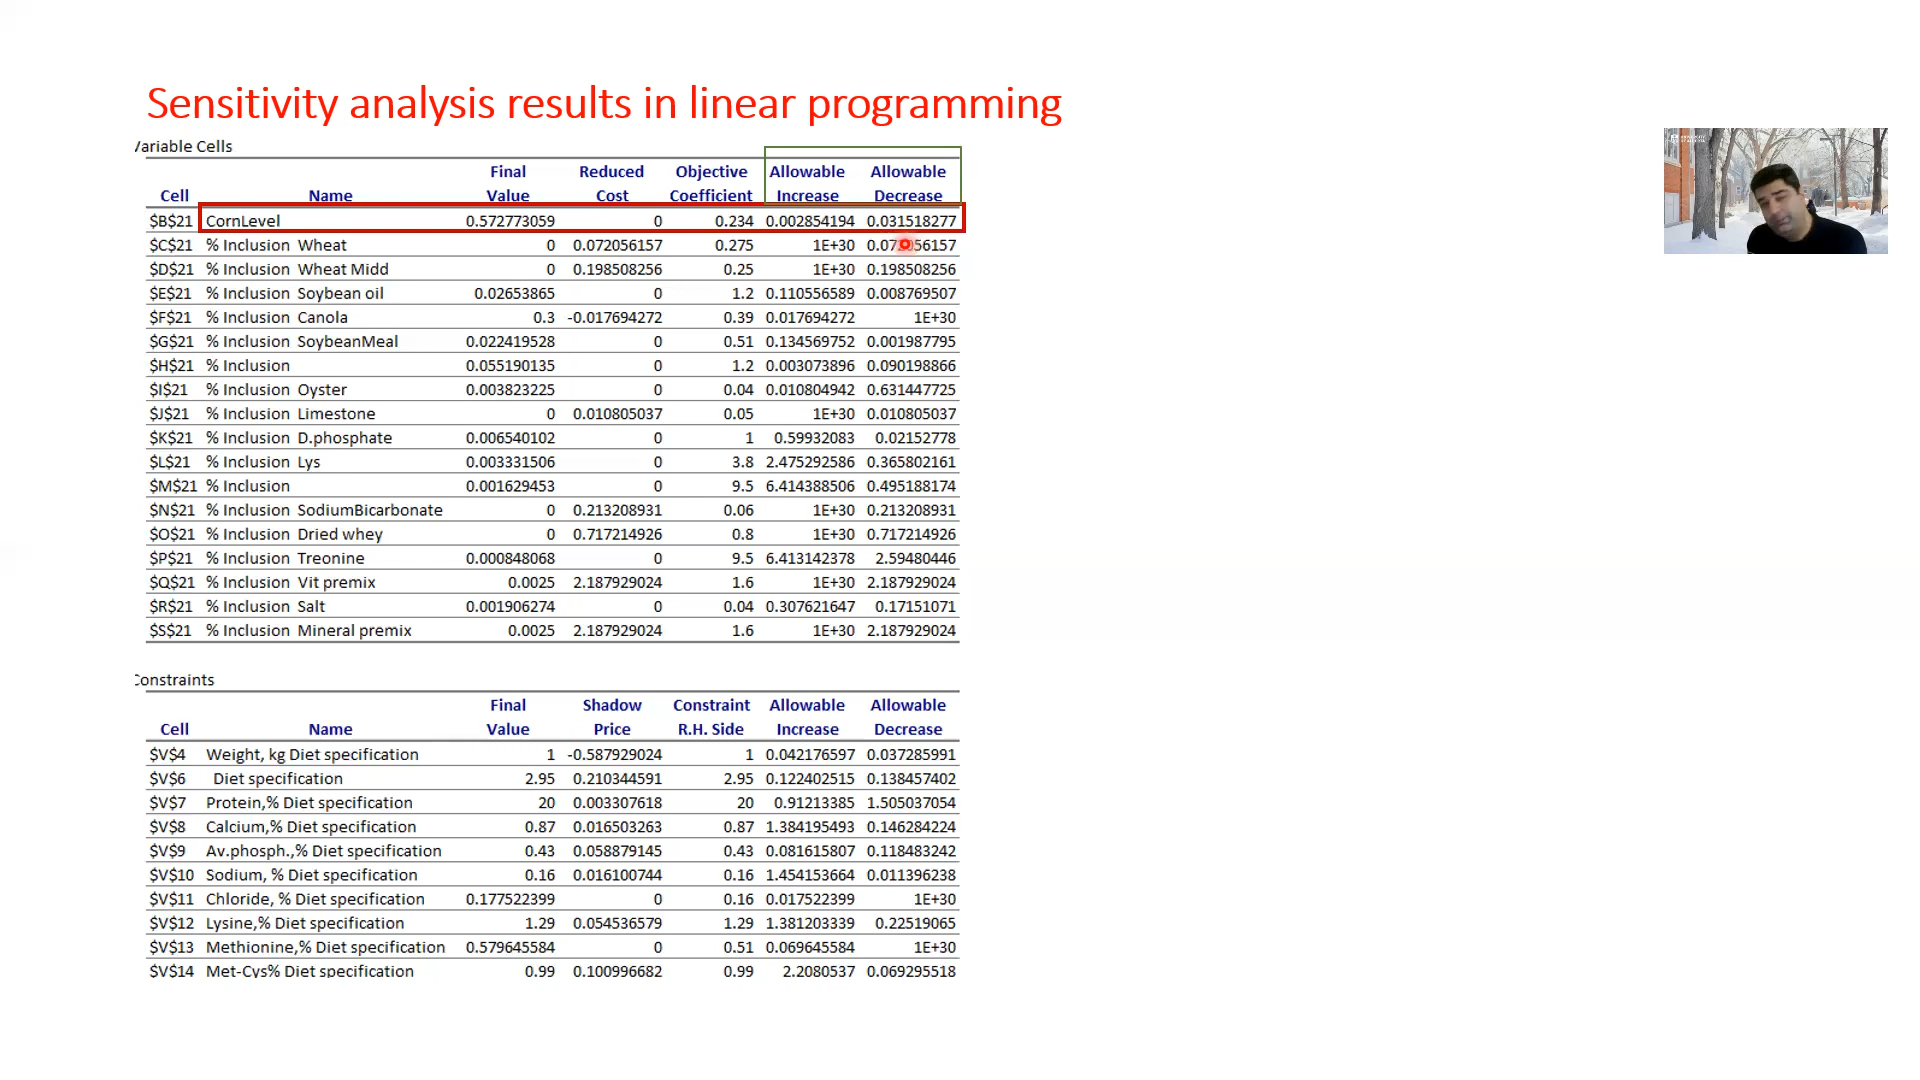 Sensitivity analysis results in linear programming
Variable Cells
Final Reduced Objective Allowable Allowable
Cell Name Value Cost Coefficient Increase Decrease
$B$21 CornLevel 0.572773059 0 0.234 0.002854194 0.031518277
$C$21 % Inclusion Wheat 0 0.072056157 0.275 1E+30 0.072056157
$D$21 % Inclusion Wheat Midd 0 0.198508256 0.25 1E+30 0.198508256
$E$21 % Inclusion Soybean oil 0.02653865 0 1.2 0.110556589 0.008769507
$F$21 % Inclusion Canola 0.3 -0.017694272 0.39 0.017694272 1E+30
$G$21 % Inclusion SoybeanMeal 0.022419528 0 0.51 0.134569752 0.001987795
$H$21 % Inclusion 0.055190135 0 1.2 0.003073896 0.090198866
$I$21 % Inclusion Oyster 0.003823225 0 0.04 0.010804942 0.631447725
$J$21 % Inclusion Limestone 0 0.010805037 0.05 1E+30 0.010805037
$K$21 % Inclusion D.phosphate 0.006540102 0 1 0.59932083 0.02152778
$L$21 % Inclusion Lys 0.003331506 0 3.8 2.475292586 0.365802161
$M$21 % Inclusion 0.001629453 0 9.5 6.414388506 0.495188174
$N$21 % Inclusion SodiumBicarbonate 0 0.213208931 0.06 1E+30 0.213208931
$O$21 % Inclusion Dried whey 0 0.717214926 0.8 1E+30 0.717214926
$P$21 % Inclusion Treonine 0.000848068 0 9.5 6.413142378 2.59480446
$Q$21 % Inclusion Vit premix 0.0025 2.187929024 1.6 1E+30 2.187929024
$R$21 % Inclusion Salt 0.001906274 0 0.04 0.307621647 0.17151071
$S$21 % Inclusion Mineral premix 0.0025 2.187929024 1.6 1E+30 2.187929024
Constraints
Final Shadow Constraint Allowable Allowable
Cell Name Value Price R.H. Side Increase Decrease
$V$4 Weight, kg Diet specification 1 -0.587929024 1 0.042176597 0.037285991
$V$6 Diet specification 2.95 0.210344591 2.95 0.122402515 0.138457402
$V$7 Protein,% Diet specification 20 0.003307618 20 0.91213385 1.505037054
$V$8 Calcium,% Diet specification 0.87 0.016503263 0.87 1.384195493 0.146284224
$V$9 Av.phosph.,% Diet specification 0.43 0.058879145 0.43 0.081615807 0.118483242
$V$10 Sodium, % Diet specification 0.16 0.016100744 0.16 1.454153664 0.011396238
$V$11 Chloride, % Diet specification 0.177522399 0 0.16 0.017522399 1E+30
$V$12 Lysine,% Diet specification 1.29 0.054536579 1.29 1.381203339 0.22519065
$V$13 Methionine,% Diet specification 0.579645584 0 0.51 0.069645584 1E+30
$V$14 Met-Cys% Diet specification 0.99 0.100996682 0.99 2.2080537 0.069295518